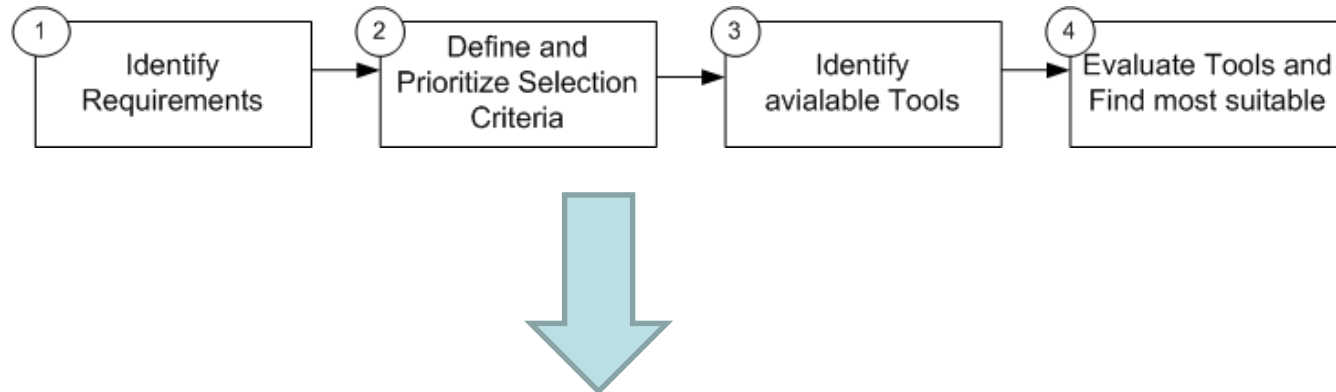 1
Identify
Requirements
2
Define and
Prioritize Selection
Criteria
3
Identify
avialable Tools
4
Evaluate Tools and
Find most suitable